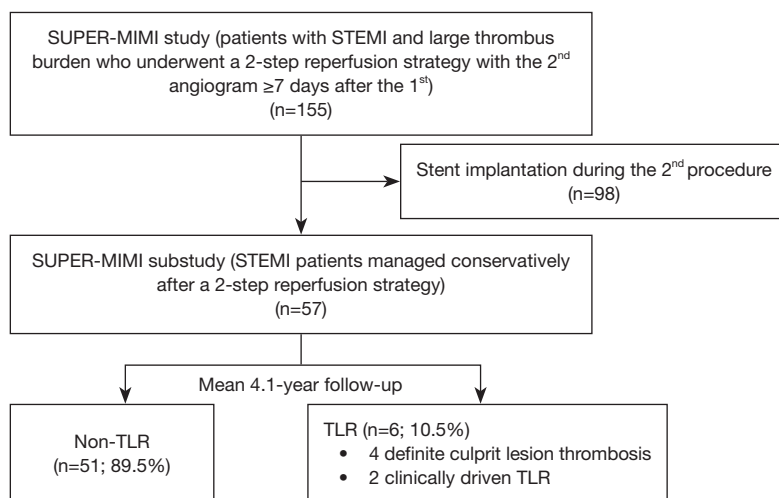 SUPER-MIMI study (patients with STEMI and large thrombus
burden who underwent a 2-step reperfusion strategy with the 2nd
angiogram ≥7 days after the 1st)
(n=155)
Stent implantation during the 2nd procedure
(n=98)
SUPER-MIMI substudy (STEMI patients managed conservatively
after a 2-step reperfusion strategy)
(n=57)
Mean 4.1-year follow-up
Non-TLR
(n=51; 89.5%)
TLR (n=6; 10.5%)
• 4 definite culprit lesion thrombosis
• 2 clinically driven TLR